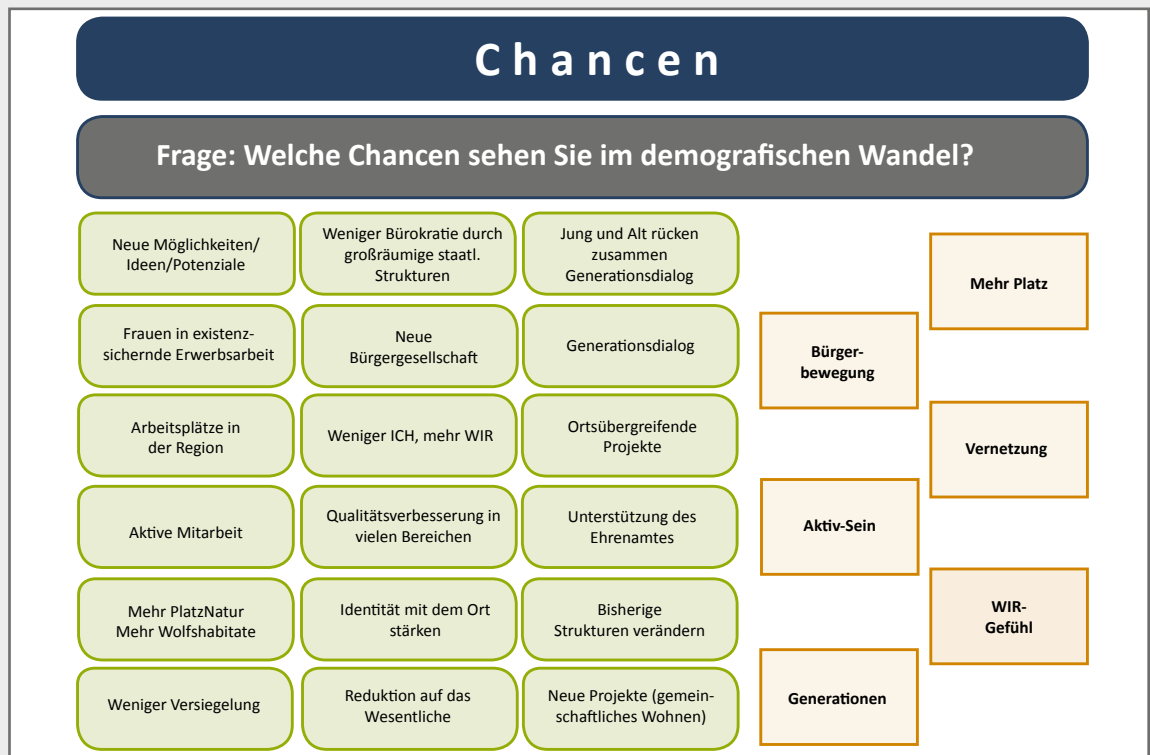 Chancen
Frage: Welche Chancen sehen Sie im demografischen Wandel?
Neue Möglichkeiten/
Ideen/Potenziale
Weniger Bürokratie durch
großräumige staatl.
Strukturen
Jung und Alt rücken
zusammen
Generationsdialog
Mehr Platz
Frauen in existenz-
sichernde Erwerbsarbeit
Neue
Bürgergesellschaft
Generationsdialog
Bürger-
bewegung
Arbeitsplätze in
der Region
Weniger ICH, mehr WIR
Ortsübergreifende
Projekte
Vernetzung
Aktive Mitarbeit
Qualitätsverbesserung in
vielen Bereichen
Unterstützung des
Ehrenamtes
Aktiv-Sein
Mehr PlatzNatur
Mehr Wolfshabitate
Identität mit dem Ort
stärken
Bisherige
Strukturen verändern
WIR-
Gefühl
Weniger Versiegelung
Reduktion auf das
Wesentliche
Neue Projekte (gemein-
schaftliches Wohnen)
Generationen